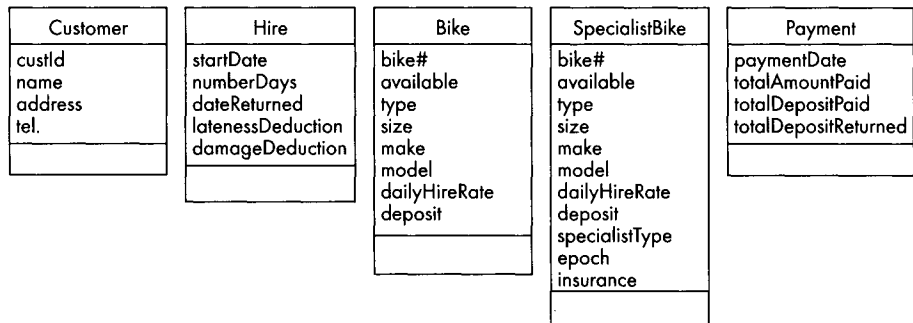 Customer
custId
name
address
tel.
Hire
startDate
numberDays
dateReturned
latenessDeduction
damageDeduction
Bike
bike#
available
type
size
make
model
dailyHireRate
deposit
SpecialistBike
bike#
available
type
size
make
model
dailyHireRate
deposit
specialistType
epoch
insurance
Payment
paymentDate
totalAmountPaid
totalDepositPaid
totalDepositReturned